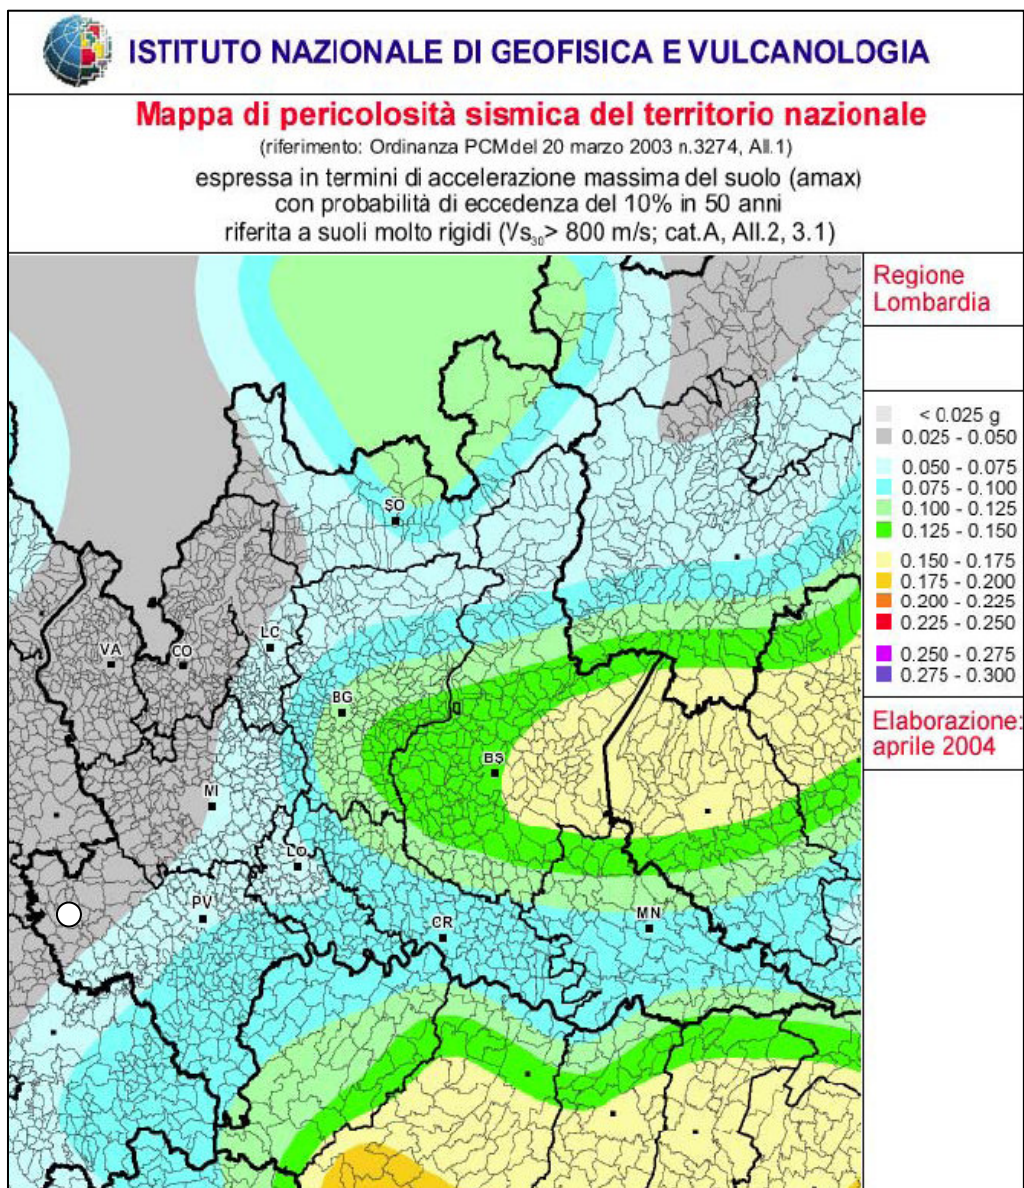 ISTITUTO NAZIONALE DI GEOFISICA E VULCANOLOGIA
Mappa di pericolosità sismica del territorio nazionale
(riferimento: Ordinanza PCM del 20 marzo 2003 n.3274, All.1)
espressa in termini di accelerazione massima del suolo (amax)
con probabilità di eccedenza del 10% in 50 anni
riferita a suoli molto rigidi (Vs30> 800 m/s; cat.A, All.2, 3.1)
Regione
Lombardia
< 0.025 g
0.025 - 0.050
0.050 - 0.075
0.075 - 0.100
0.100 - 0.125
0.125 - 0.150
0.150 - 0.175
0.175 - 0.200
0.200 - 0.225
0.225 - 0.250
0.250 - 0.275
0.275 - 0.300
Elaborazione:
aprile 2004
SO
LC
VA
CO
BG
BS
MI
LO
PV
CR
MN